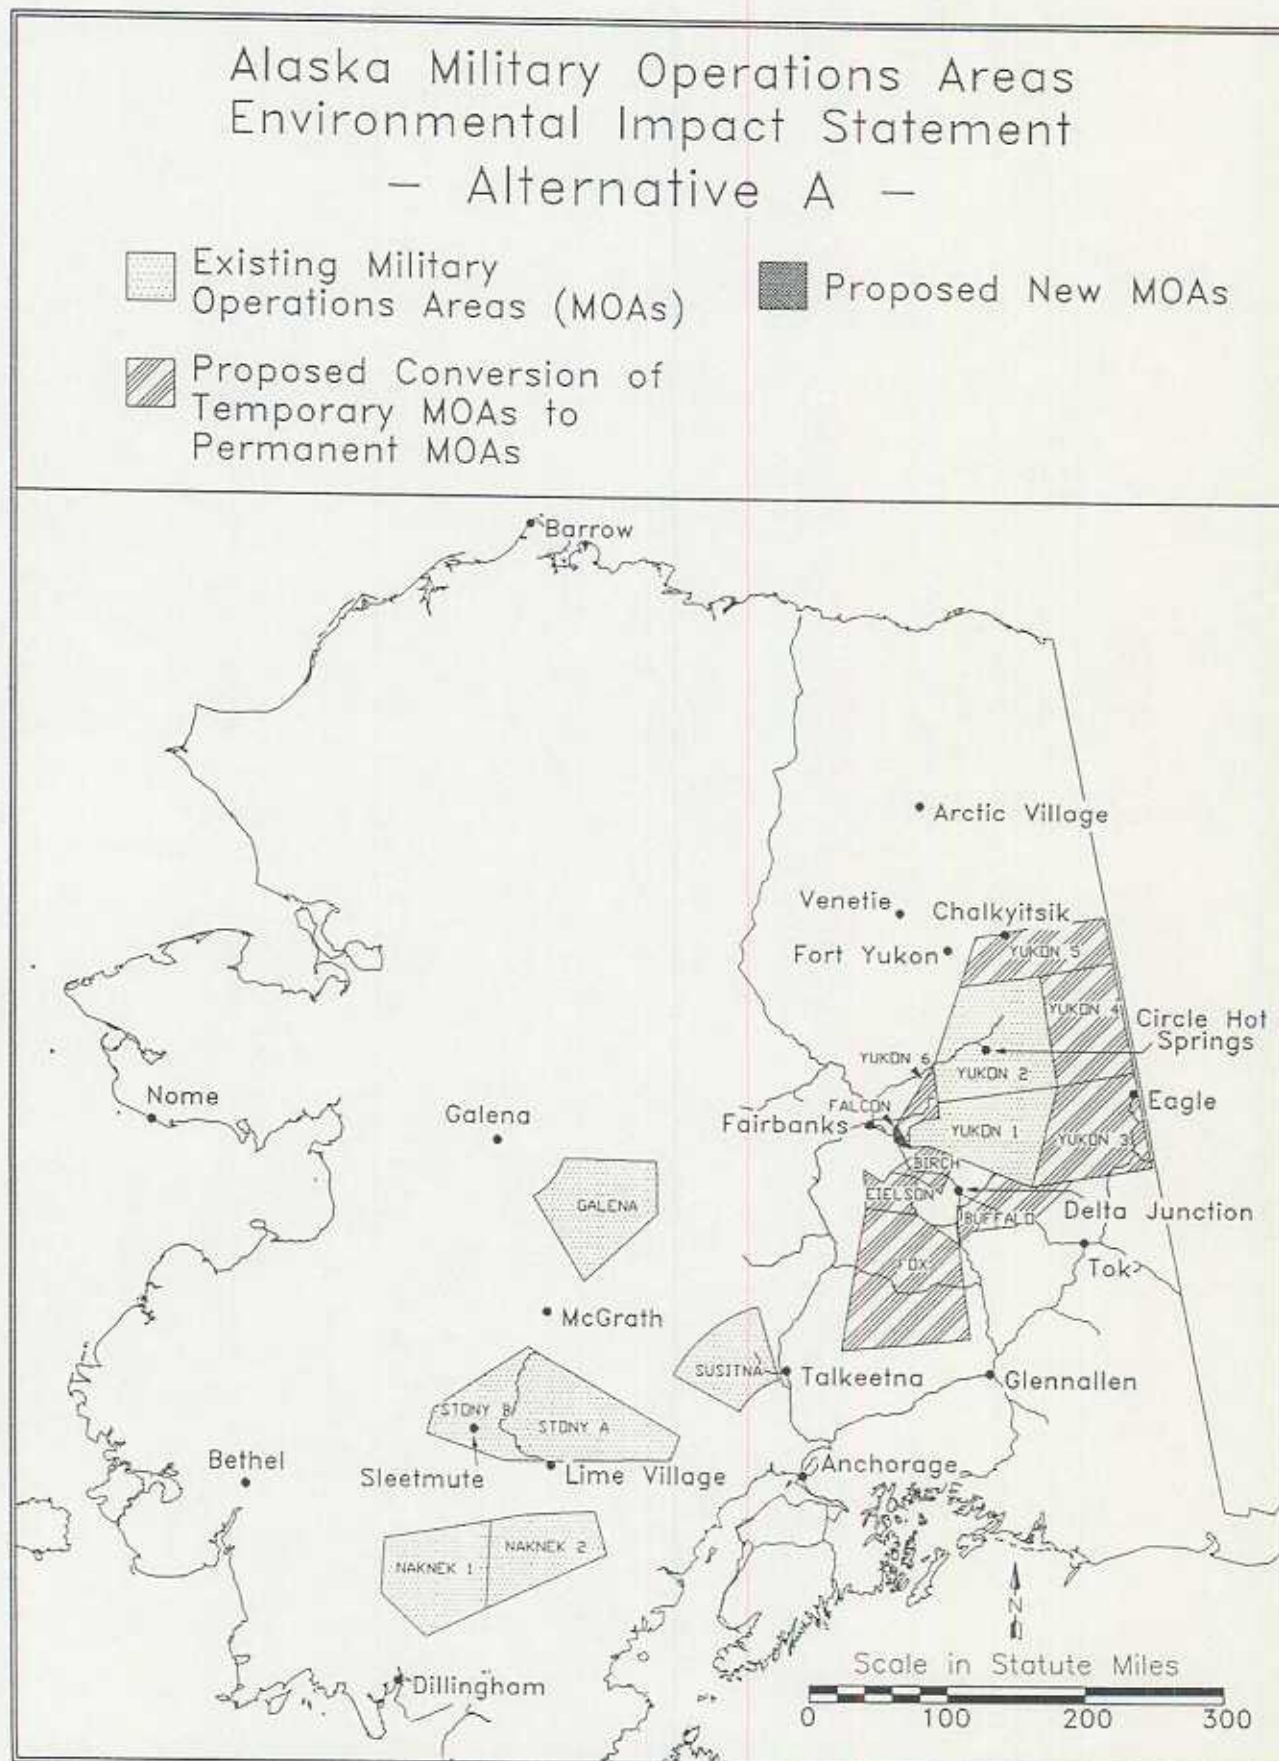 Alaska Military Operations Areas
Environmental Impact Statement
- Alternative A -
Existing Military
Operations Areas (MOAs)
Proposed New MOAs
Proposed Conversion of
Temporary MOAs to
Permanent MOAs
Barrow
Arctic Village
Venetie
Chalkyitsik
Fort Yukon
YUKON 5
YUKON 4
Circle Hot
Springs
YUKON 6
YUKON 2
Nome
Galena
FALCON
Fairbanks
Eagle
YUKON 1
YUKON 3
BIRCH
EIELSON
GALENA
BUFFALO
Delta Junction
FOX
Tok
McGrath
SUSITNA
Talkeetna
Glennallen
STONY B
STONY A
Bethel
Sleetmute
Lime Village
Anchorage
NAKNEK 1
NAKNEK 2
N
Dillingham
Scale in Statute Miles
0 100 200 300